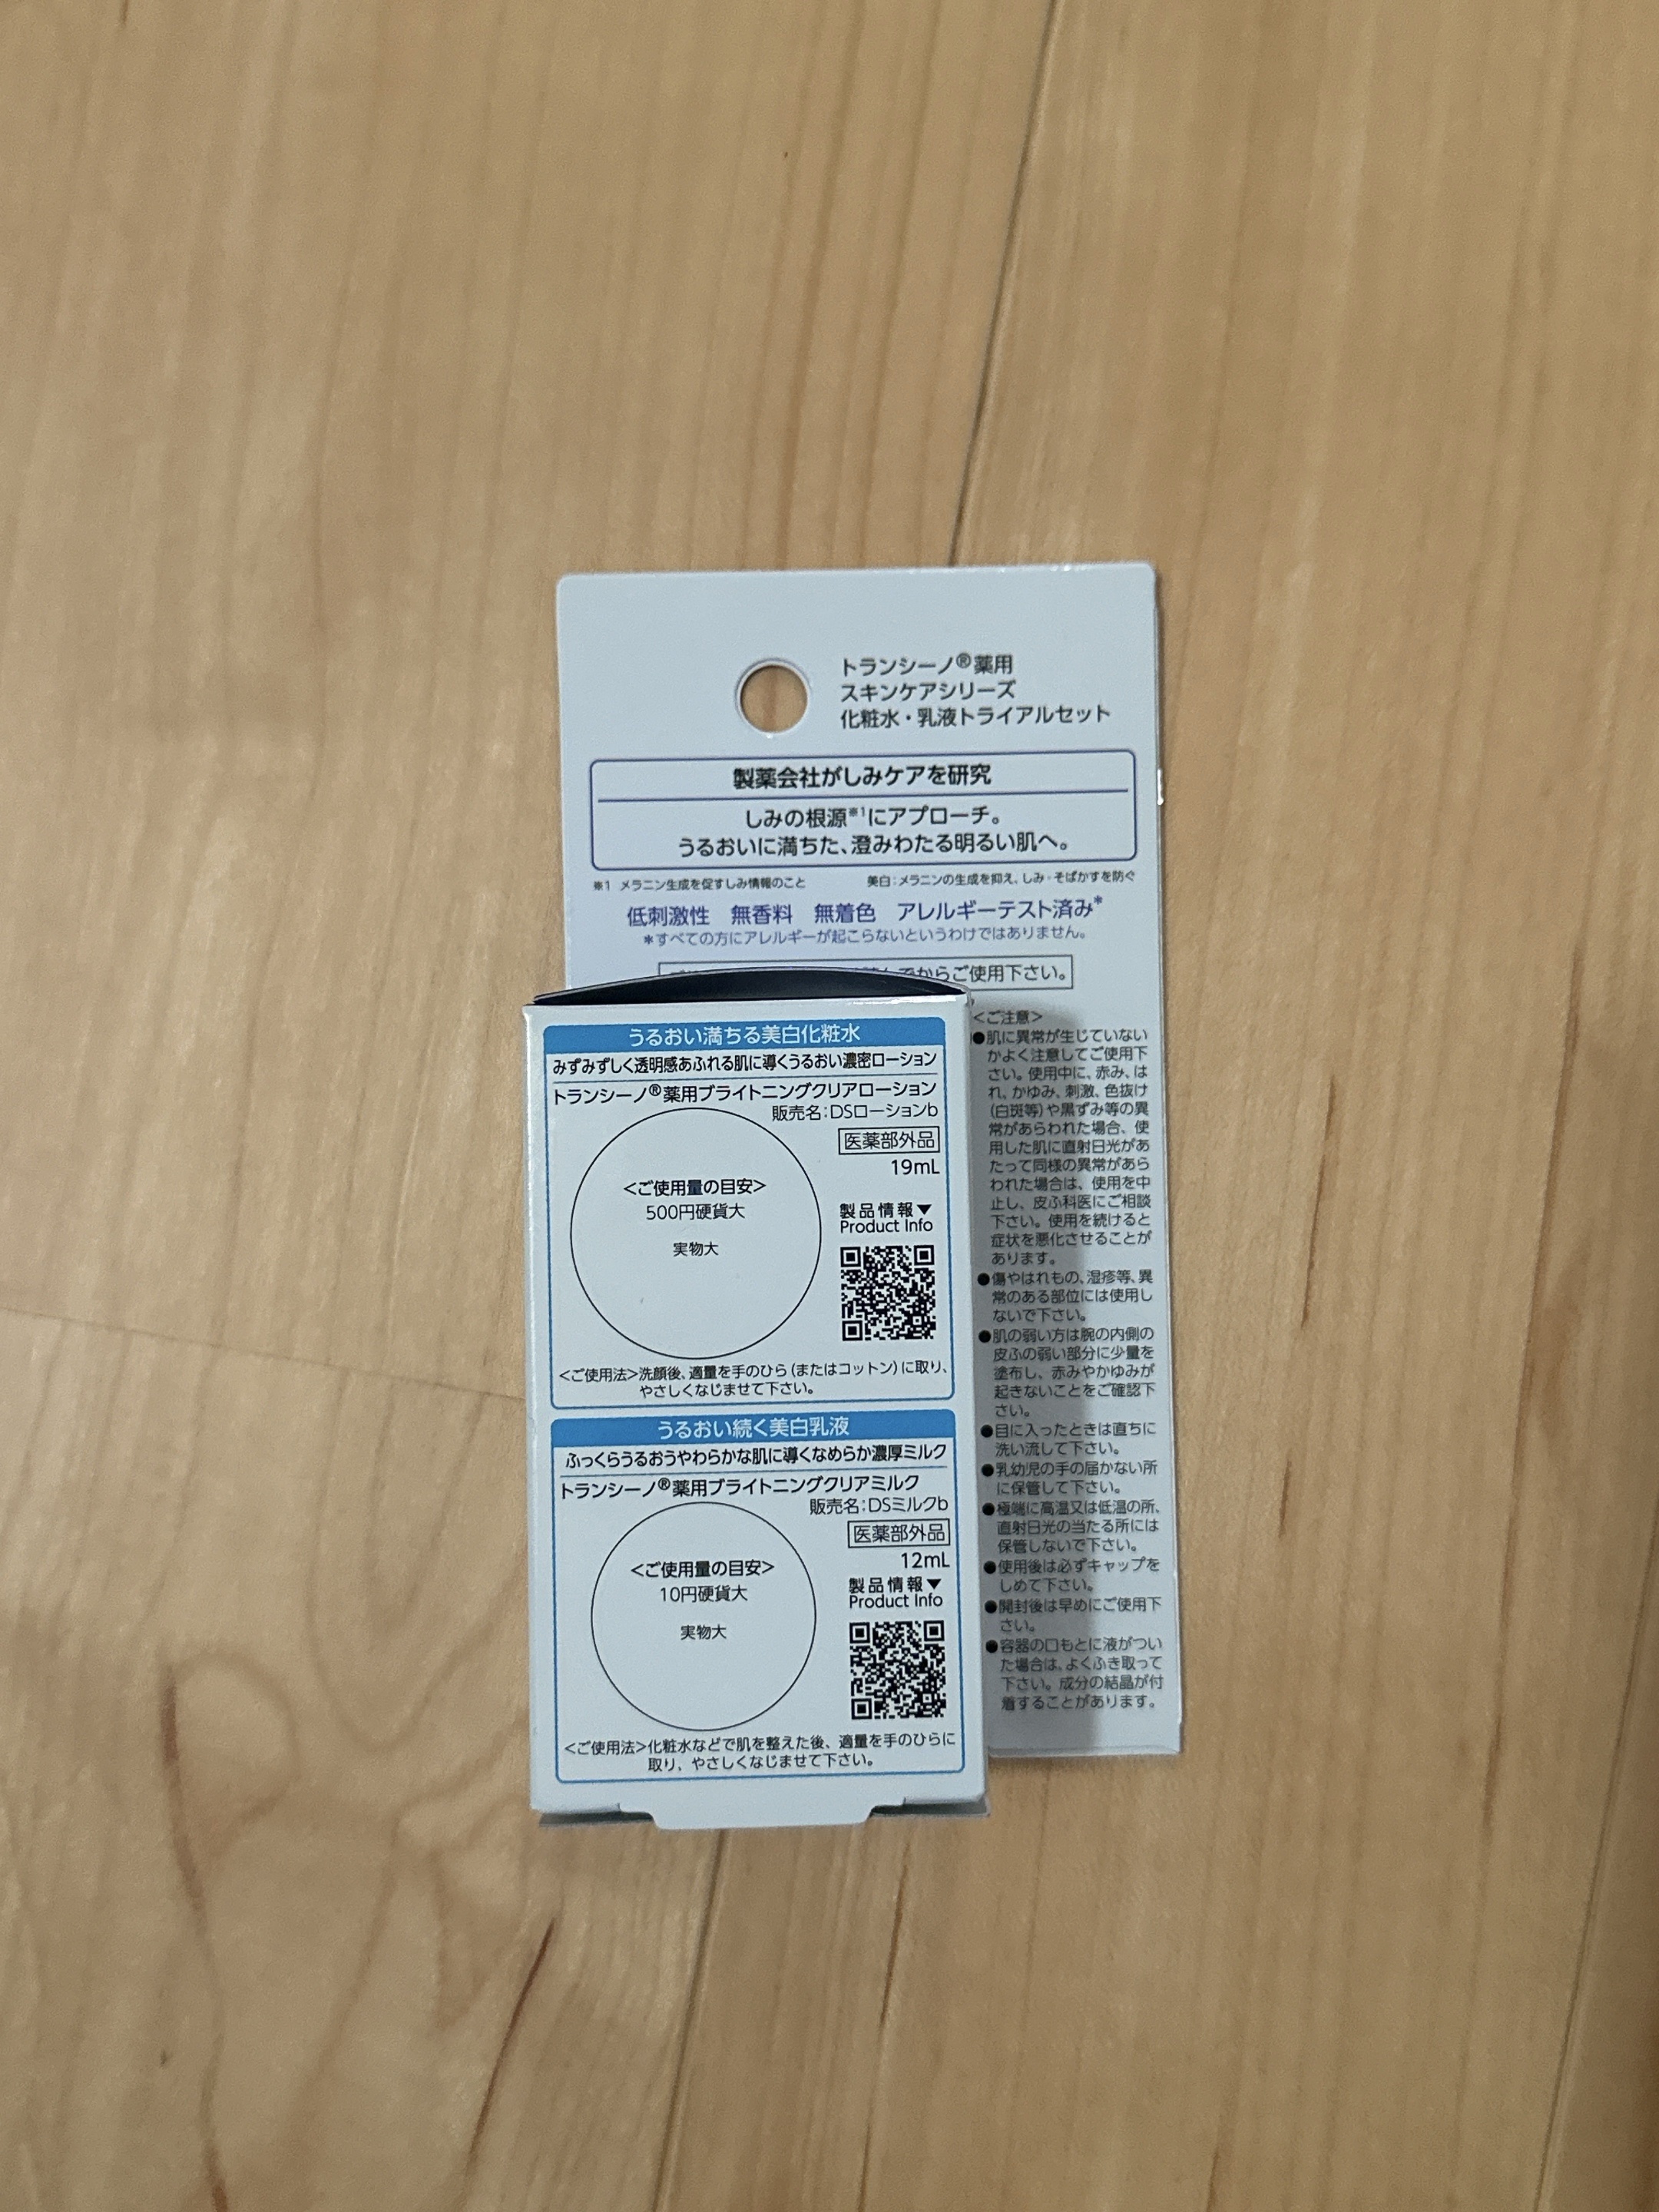 トランシーノ®薬用
スキンケアシリーズ
化粧水・乳液トライアルセット
製薬会社がしみケアを研究
しみの根源※1にアプローチ。
うるおいに満ちた、澄みわたる明るい肌へ。
※1 メラニン生成を促すしみ情報のこと
美白:メラニンの生成を抑え、しみ・そばかすを防ぐ
低刺激性 無香料 無着色 アレルギーテスト済み*
*すべての方にアレルギーが起こらないというわけではありません。
でからご使用下さい。
うるおい満ちる美白化粧水
みずみずしく透明感あふれる肌に導くうるおい濃密ローション
トランシーノ®薬用ブライトニングクリアローション
販売名:DSローションb
医薬部外品
19mL
<ご使用量の目安>
500円硬貨大
実物大
製品情報▼
Product Info
<ご使用法>洗顔後、適量を手のひら(またはコットン)に取り、
やさしくなじませて下さい。
うるおい続く美白乳液
ふっくらうるおうやわらかな肌に導くなめらか濃厚ミルク
トランシーノ®薬用ブライトニングクリアミルク
販売名:DSミルクb
医薬部外品
12mL
<ご使用量の目安>
10円硬貨大
実物大
製品情報▼
Product Info
<ご使用法>化粧水などで肌を整えた後、適量を手のひらに
取り、やさしくなじませて下さい。
<ご注意>
●肌に異常が生じていない
かよく注意してご使用下
さい。使用中に、赤み、は
れ、かゆみ、刺激、色抜け
(白斑等)や黒ずみ等の異
常があらわれた場合、使
用した肌に直射日光があ
たって同様の異常があら
われた場合は、使用を中
止し、皮ふ科医にご相談
下さい。使用を続けると
症状を悪化させることが
あります。
●傷やはれもの、湿疹等、異
常のある部位には使用し
ないで下さい。
●肌の弱い方は腕の内側の
皮ふの弱い部分に少量を
塗布し、赤みやかゆみが
起きないことをご確認下
さい。
●目に入ったときは直ちに
洗い流して下さい。
●乳幼児の手の届かない所
に保管して下さい。
●極端に高温又は低温の所、
直射日光の当たる所には
保管しないで下さい。
●使用後は必ずキャップを
しめて下さい。
●開封後は早めにご使用下
さい。
●容器の口もとに液がつい
た場合は、よくふき取って
下さい。成分の結晶が付
着することがあります。